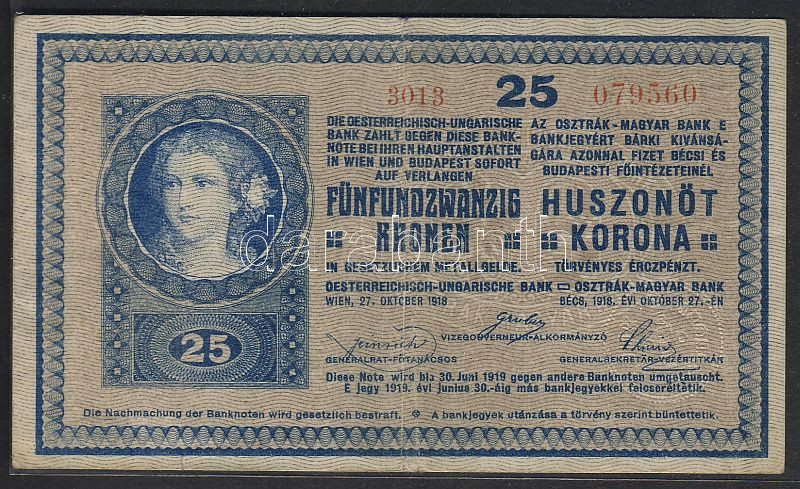 3013 25 079560
DIE OESTERREICHISCH-UNGARISCHE
BANK ZAHLT GEGEN DIESE BANK-
NOTE BEI IHREN HAUPTANSTALTEN
IN WIEN UND BUDAPEST SOFORT
AUF VERLANGEN
FÜNFUNDZWANZIG
KRONEN
IN GESETZLICHEM METALLGELDE.
OESTERREICHISCH-UNGARISCHE BANK
WIEN, 27. OKTOBER 1918
AZ OSZTRÁK-MAGYAR BANK E
BANKJEGYÉRT BÁRKI KIVÁNSÁ-
GÁRA AZONNAL FIZET BÉCSI ÉS
BUDAPESTI FŐINTÉZETEINÉL
HUSZONÖT
KORONA
TÖRVÉNYES ÉRCZPÉNZT.
OSZTRÁK-MAGYAR BANK
BÉCS, 1918. ÉVI OKTÓBER 27.-ÉN
darabanth
25
Gruber
VIZEGOUVERNEUR-ALKORMÁNYZÓ
GENERALRAT-FŐTANÁCSOS
GENERALSEKRETÄR-VEZÉRTITKÁR
Diese Note wird bis 30. Juni 1919 gegen andere Banknoten umgetauscht.
E jegy 1919. évi junius 30.-áig más bankjegyekkel felcseréltetik.
Die Nachmachung der Banknoten wird gesetzlich bestraft. A bankjegyek utánzása a törvény szerint büntettetik.